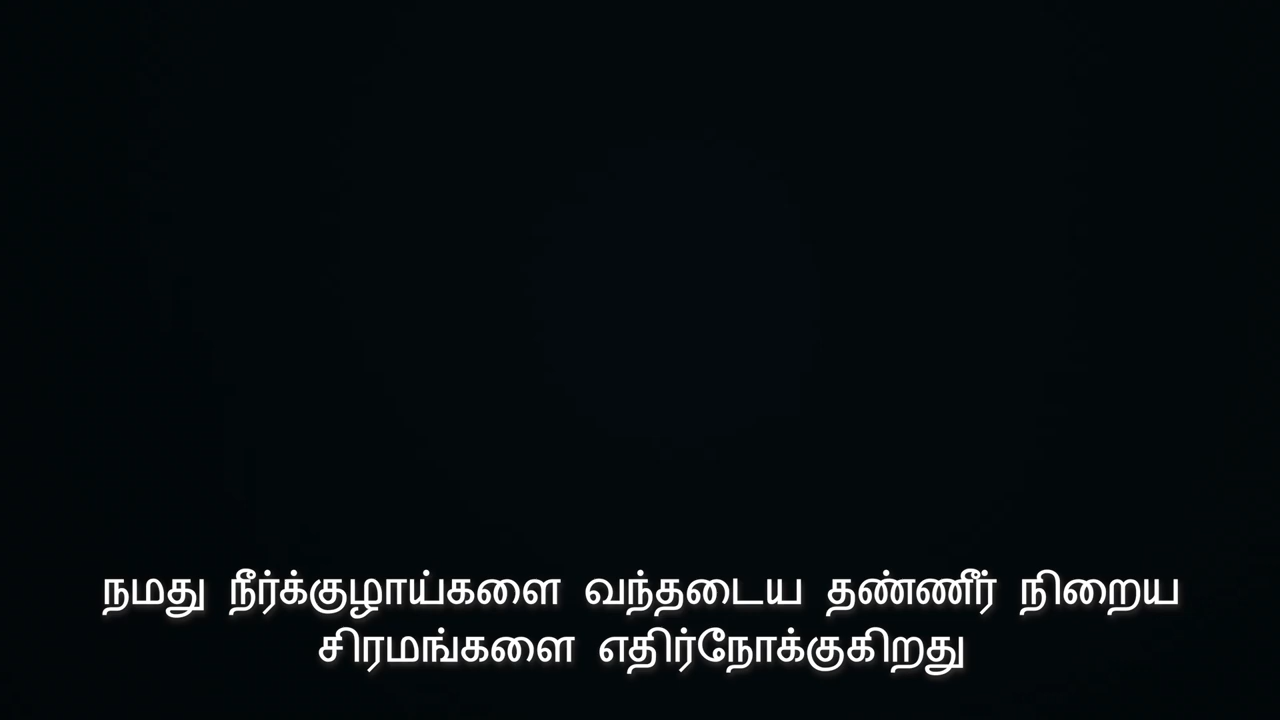 நமது நீர்க்குழாய்களை வந்தடைய தண்ணீர் நிறைய
சிரமங்களை எதிர்நோக்குகிறது